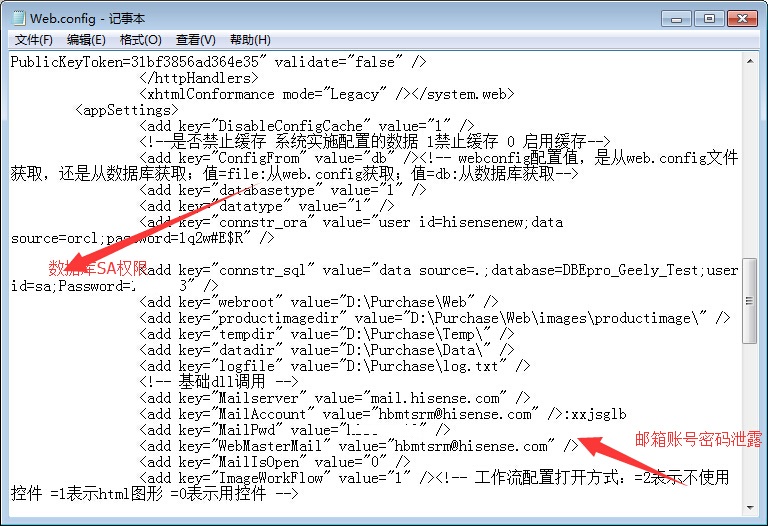 Web.config - 记事本
文件(F) 编辑(E) 格式(O) 查看(V) 帮助(H)
PublicKeyToken=31bf3856ad364e35" validate="false" />
</httpHandlers>
<xhtmlConformance mode="Legacy" /></system.web>
<appSettings>
<add key="DisableConfigCache" value="1" />
<!--是否禁止缓存 系统实施配置的数据 1禁止缓存 0 启用缓存-->
<add key="ConfigFrom" value="db" /><!-- webconfig配置值，是从web.config文件
获取，还是从数据库获取；值=file:从web.config获取；值=db:从数据库获取-->
<add key="databasetype" value="1" />
<add key="datatype" value="1" />
<add key="connstr_ora" value="user id=hisensenew;data
source=orcl;password=1q2w#E$R" />
数据库SA权限
<add key="connstr_sql" value="data source=.;database=DBEpro_Geely_Test;user
id=sa;Password= 3" />
<add key="webroot" value="D:\Purchase\Web" />
<add key="productimagedir" value="D:\Purchase\Web\images\productimage\" />
<add key="tempdir" value="D:\Purchase\Temp\" />
<add key="datadir" value="D:\Purchase\Data\" />
<add key="logfile" value="D:\Purchase\log.txt" />
<!-- 基础dll调用 -->
<add key="Mailserver" value="mail.hisense.com" />
<add key="MailAccount" value="hbmtsrm@hisense.com" />:xxjsglb
<add key="MailPwd" value=" " />
邮箱账号密码泄露
<add key="WebMasterMail" value="hbmtsrm@hisense.com" />
<add key="MailIsOpen" value="0" />
<add key="ImageWorkFlow" value="1" /><!-- 工作流配置打开方式：=2表示不使用
控件 =1表示html图形 =0表示用控件 -->